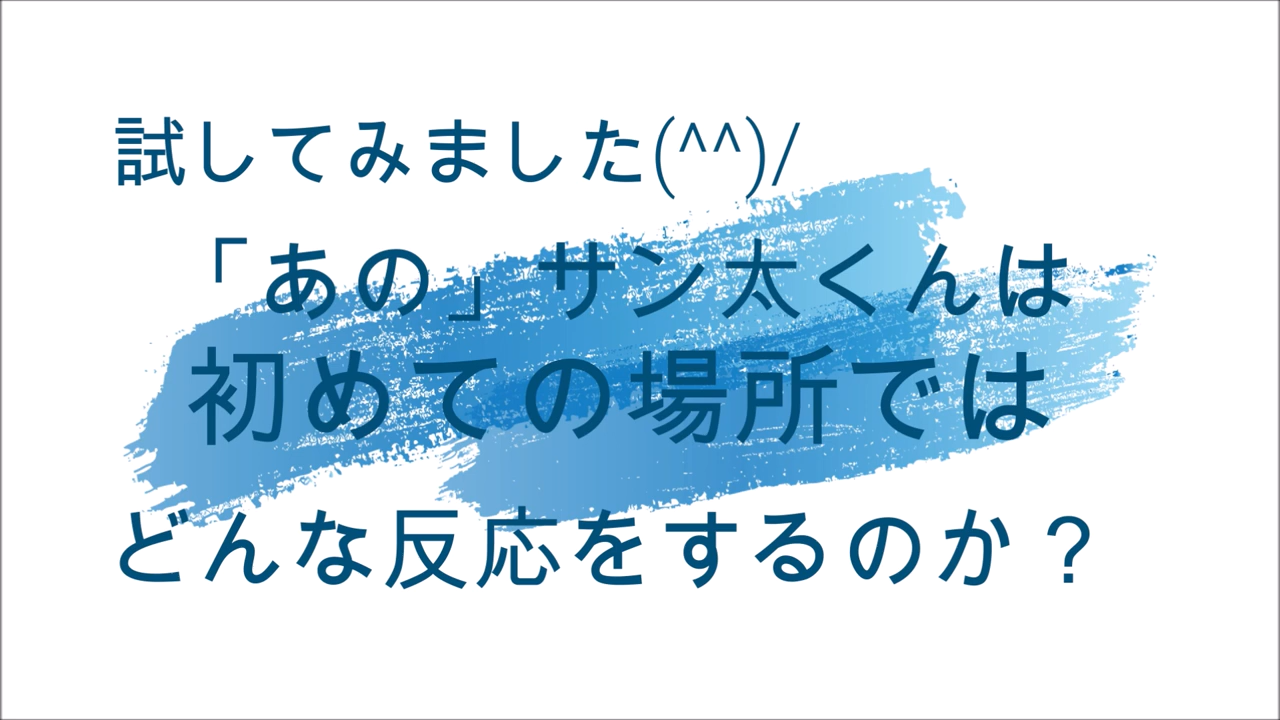 試してみました(^^)/
「あの」サン太くんは
初めての場所では
どんな反応をするのか？